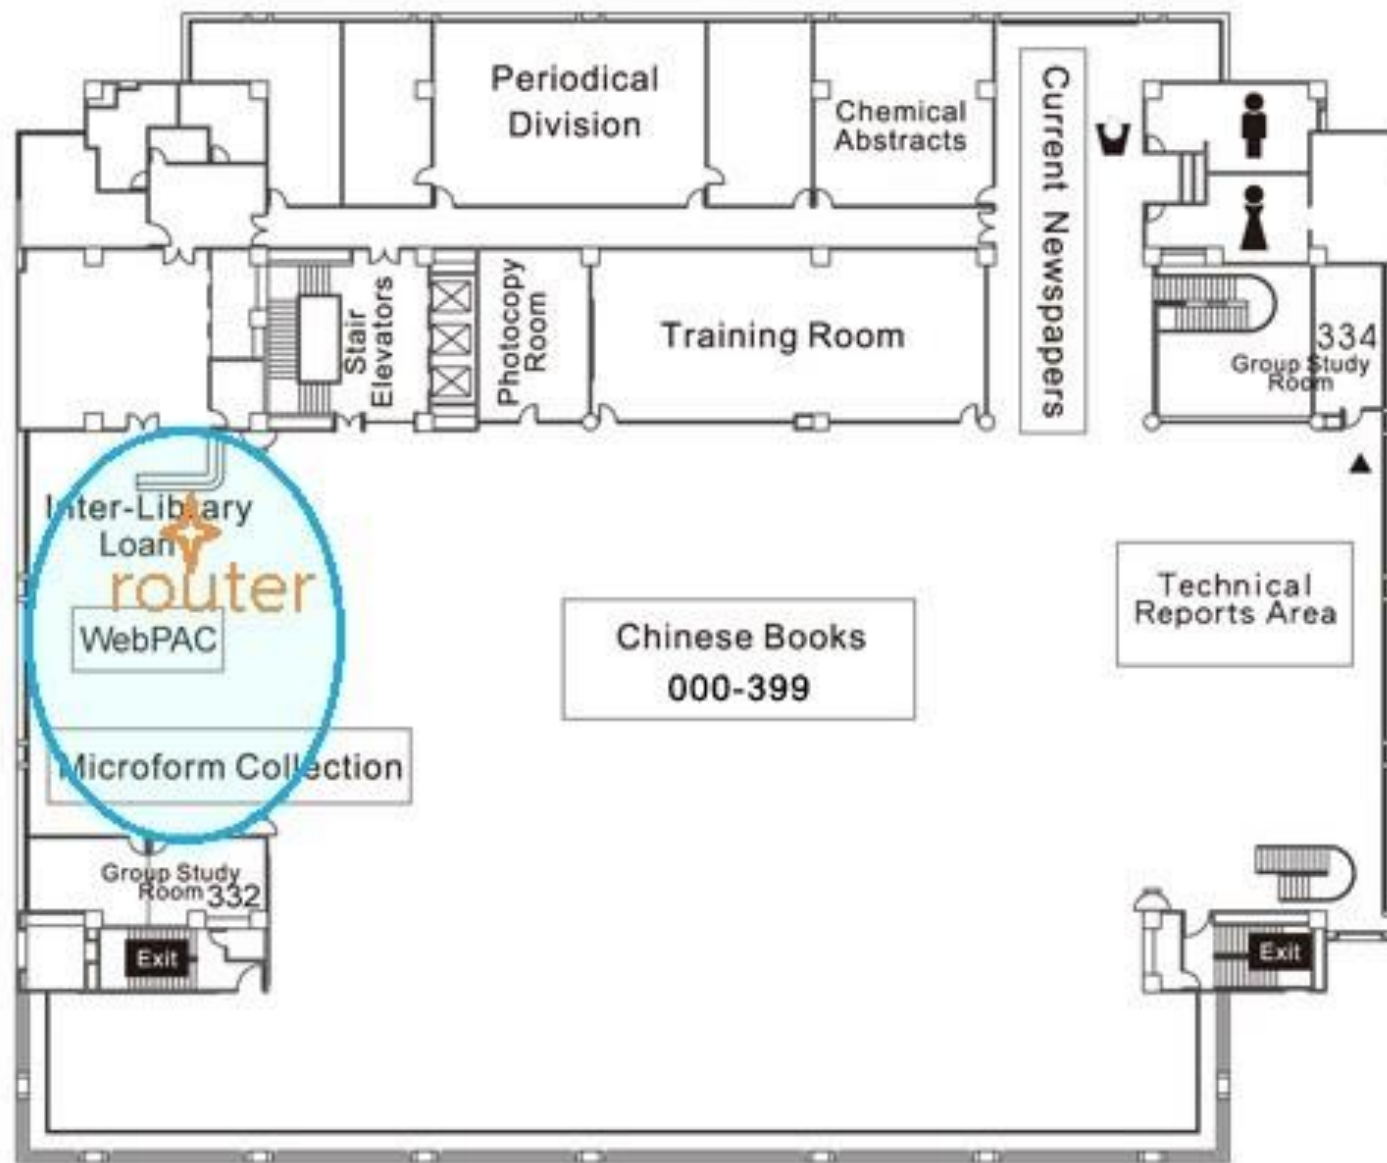 Periodical
Division
Chemical
Abstracts
Current Newspapers
Stair
Elevators
Photocopy
Room
Training Room
334
Group Study
Room
Inter-Library
Loan
router
WebPAC
Chinese Books
000-399
Technical
Reports Area
Microform Collection
Group Study
Room 332
Exit
Exit